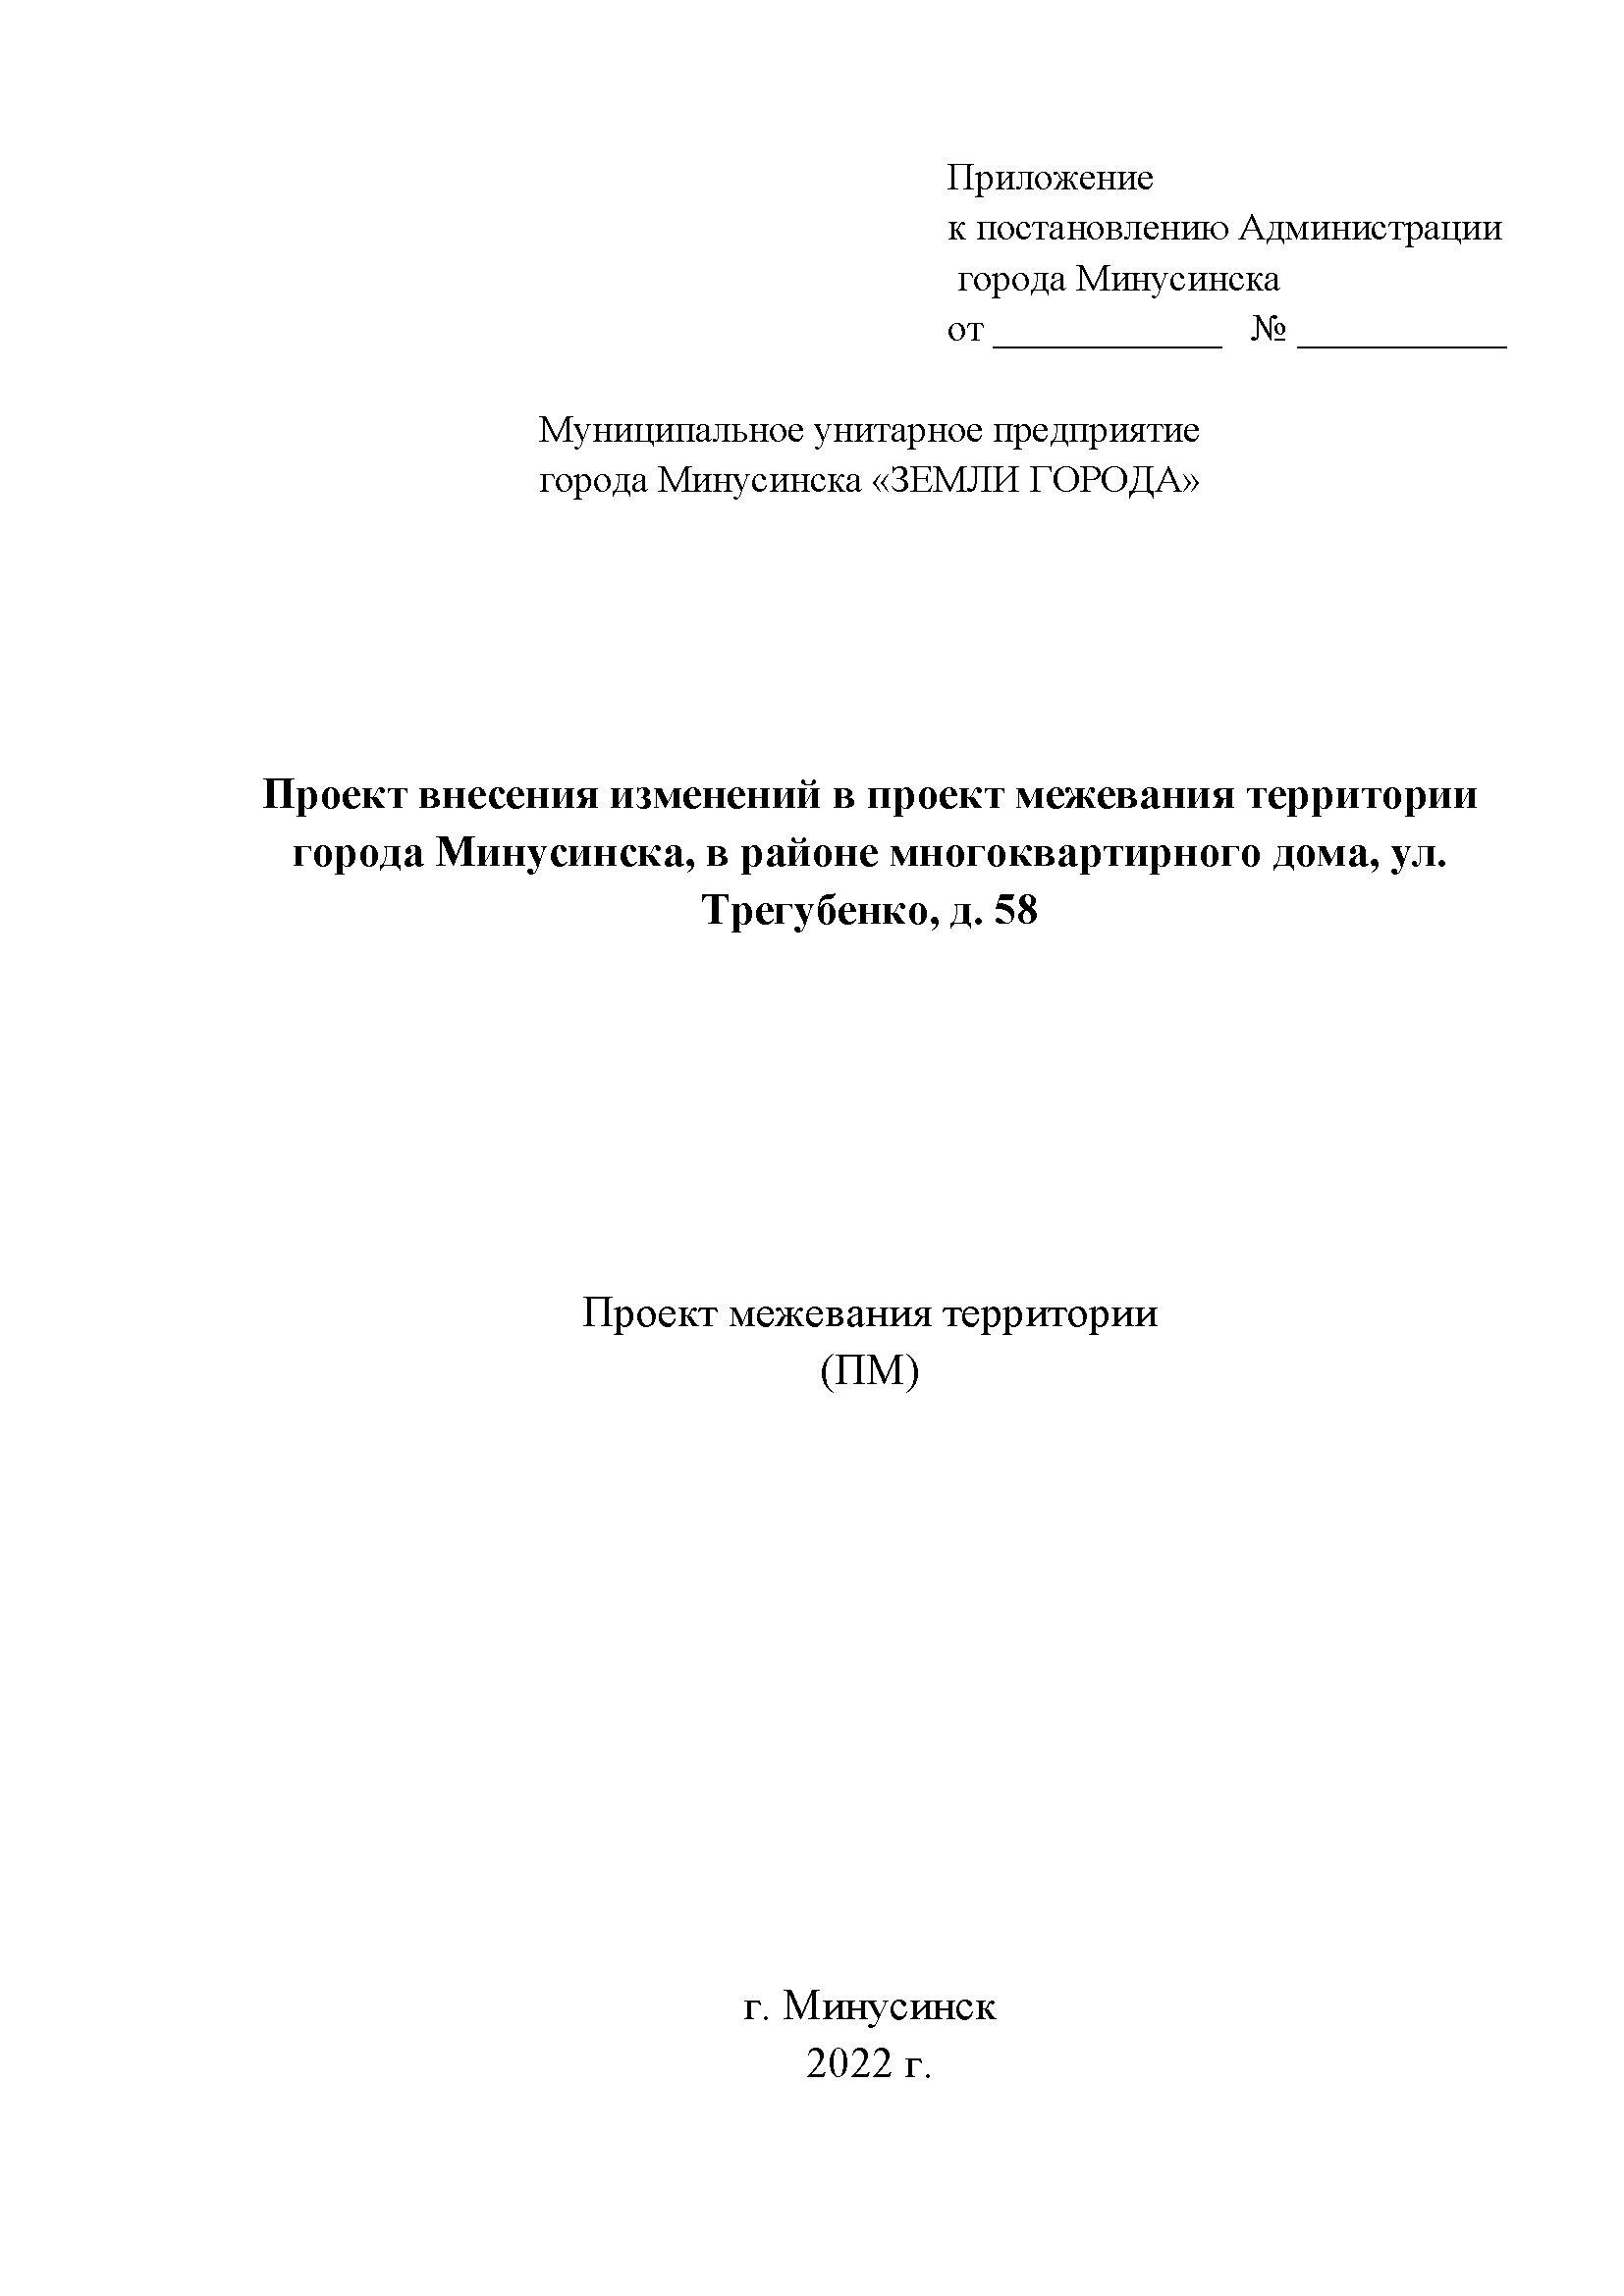 Приложение
к постановлению Администрации
города Минусинска
от ____________ № ___________
Муниципальное унитарное предприятие
города Минусинска «ЗЕМЛИ ГОРОДА»
Проект внесения изменений в проект межевания территории
города Минусинска, в районе многоквартирного дома, ул.
Трегубенко, д. 58
Проект межевания территории
(ПМ)
г. Минусинск
2022 г.